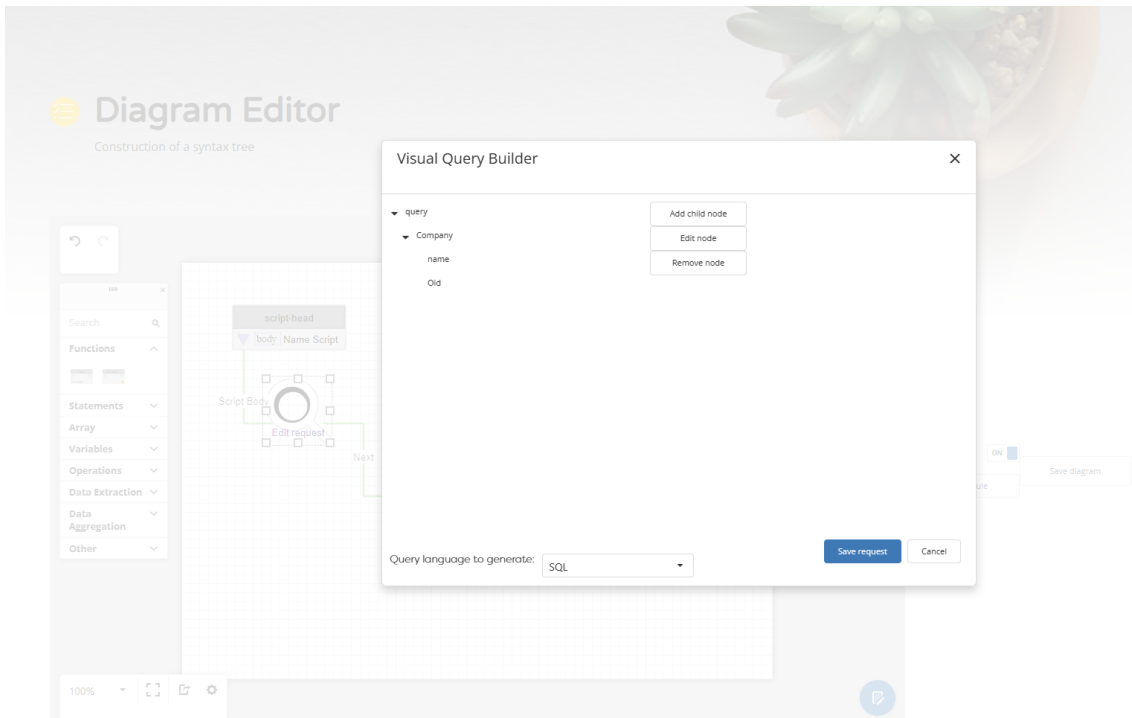 Diagram Editor
Construction of a syntax tree
Visual Query Builder
query
Company
name
Old
Add child node
Edit node
Remove node
Search
Functions
Statements
Array
Variables
Operations
Data Extraction
Data
Aggregation
Other
script-head
body Name Script
Script Body
Edit request
Next
ON
Save diagram
ule
Query language to generate:
SQL
Save request
Cancel
100%